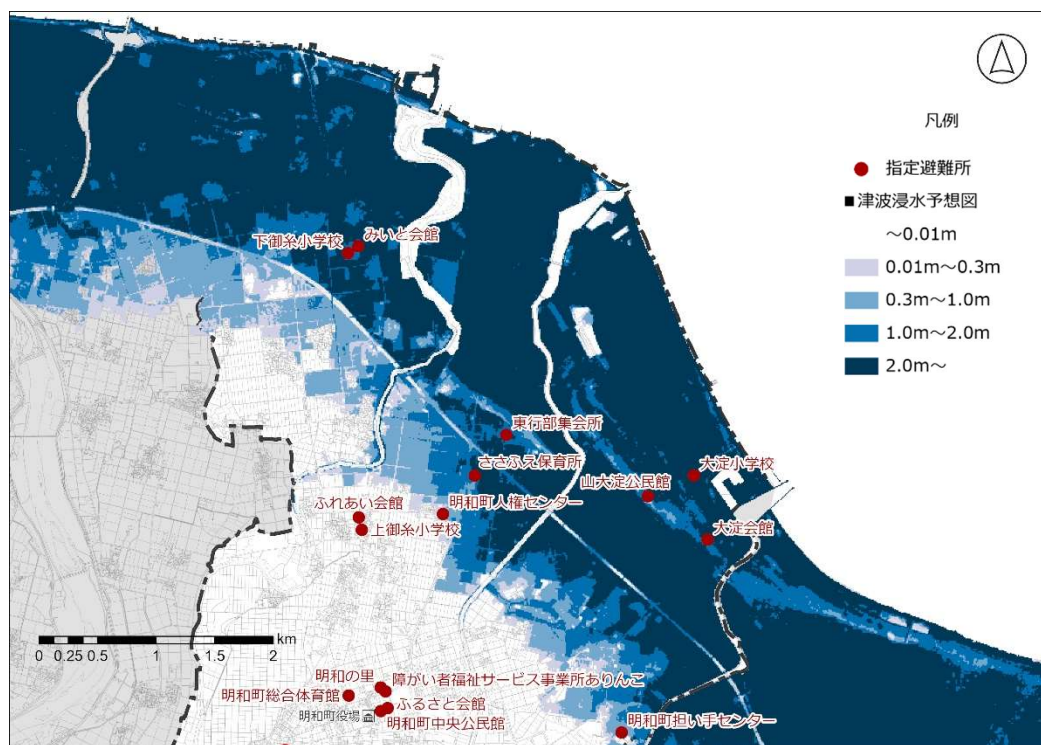 凡例
指定避難所
津波浸水予想図
～0.01m
0.01m～0.3m
0.3m～1.0m
1.0m～2.0m
2.0m～
みいと会館
下御糸小学校
東行部集会所
ささふえ保育所
大淀小学校
山大淀公民館
ふれあい会館
明和町人権センター
上御糸小学校
大淀会館
km
0 0.25 0.5 1 1.5 2
明和の里
障がい者福祉サービス事業所ありんこ
明和町総合体育館
ふるさと会館
明和町役場
明和町中央公民館
明和町担い手センター